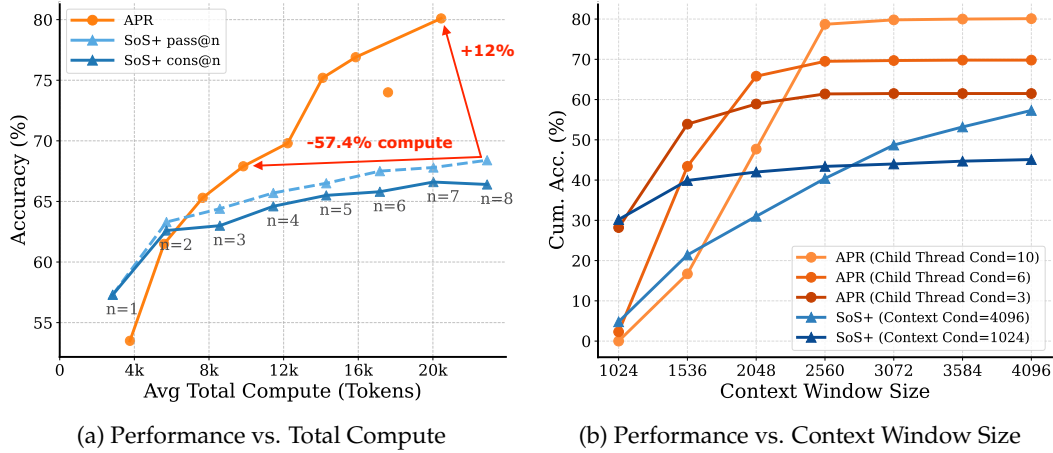 APR
SoS+ pass@n
SoS+ cons@n
80
75
70
65
60
55
Accuracy (%)
+12%
-57.4% compute
n=1
n=2
n=3
n=4
n=5
n=6
n=7
n=8
0 4k 8k 12k 16k 20k
Avg Total Compute (Tokens)
(a) Performance vs. Total Compute
80
70
60
50
40
30
20
10
0
Cum. Acc. (%)
APR (Child Thread Cond=10)
APR (Child Thread Cond=6)
APR (Child Thread Cond=3)
SoS+ (Context Cond=4096)
SoS+ (Context Cond=1024)
1024 1536 2048 2560 3072 3584 4096
Context Window Size
(b) Performance vs. Context Window Size